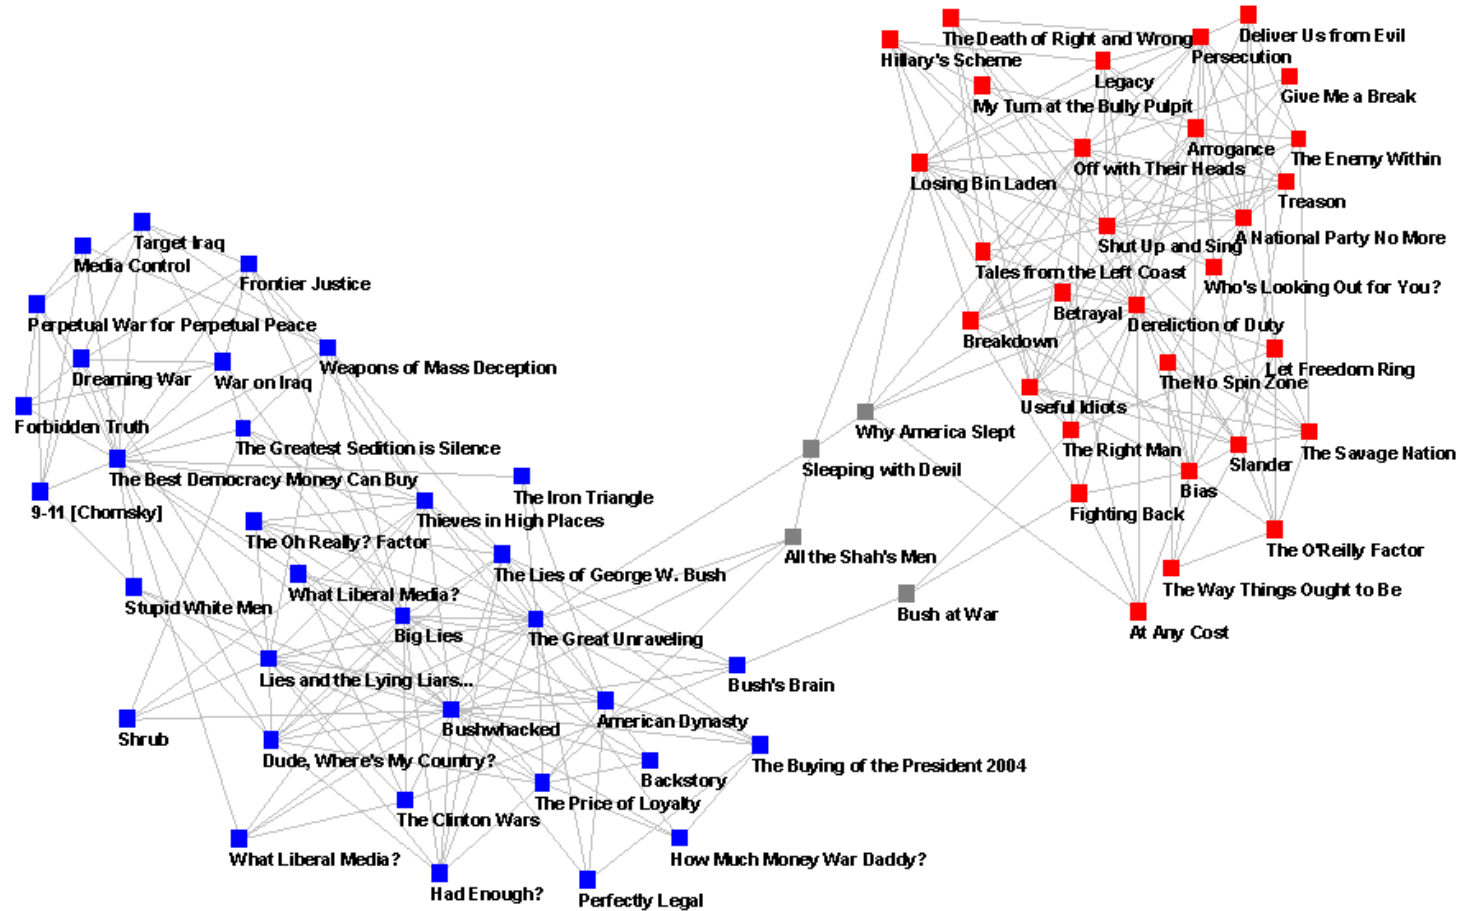 The Death of Right and Wrong
Deliver Us from Evil
Hillary's Scheme
Persecution
Legacy
Give Me a Break
My Turn at the Bully Pulpit
Arrogance
The Enemy Within
Off with Their Heads
Losing Bin Laden
Treason
A National Party No More
Shut Up and Sing
Target Iraq
Media Control
Tales from the Left Coast
Who's Looking Out for You?
Frontier Justice
Betrayal
Perpetual War for Perpetual Peace
Dereliction of Duty
Breakdown
Weapons of Mass Deception
Let Freedom Ring
Dreaming War
War on Iraq
The No Spin Zone
Useful Idiots
Forbidden Truth
Why America Slept
The Greatest Sedition is Silence
The Right Man
The Savage Nation
Slander
Sleeping with Devil
The Best Democracy Money Can Buy
Bias
The Iron Triangle
9-11 [Chomsky]
Fighting Back
Thieves in High Places
The Oh Really? Factor
The O'Reilly Factor
All the Shah's Men
The Lies of George W. Bush
The Way Things Ought to Be
What Liberal Media?
Stupid White Men
Bush at War
At Any Cost
Big Lies
The Great Unraveling
Lies and the Lying Liars...
Bush's Brain
American Dynasty
Bushwhacked
Shrub
Dude, Where's My Country?
The Buying of the President 2004
Backstory
The Price of Loyalty
The Clinton Wars
What Liberal Media?
How Much Money War Daddy?
Had Enough?
Perfectly Legal